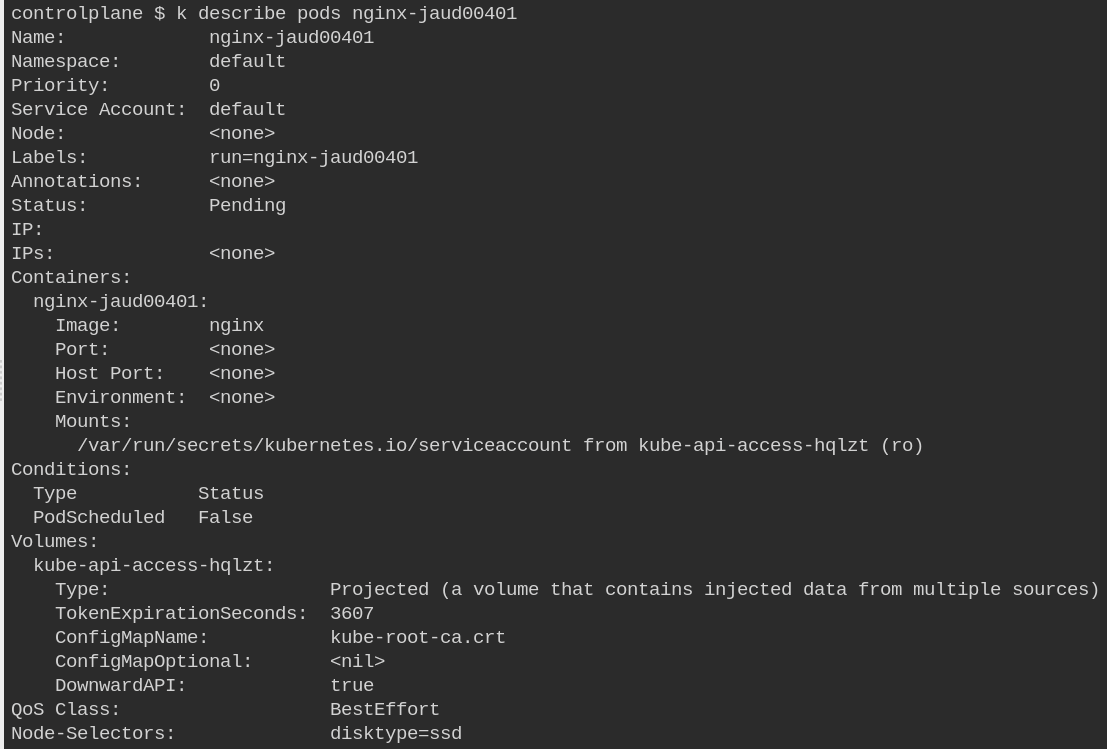 controlplane $ k describe pods nginx-jaud00401
Name:             nginx-jaud00401
Namespace:        default
Priority:         0
Service Account:  default
Node:             <none>
Labels:           run=nginx-jaud00401
Annotations:      <none>
Status:           Pending
IP:
IPs:              <none>
Containers:
  nginx-jaud00401:
    Image:        nginx
    Port:         <none>
    Host Port:    <none>
    Environment:  <none>
    Mounts:
      /var/run/secrets/kubernetes.io/serviceaccount from kube-api-access-hqlzt (ro)
Conditions:
  Type           Status
  PodScheduled   False
Volumes:
  kube-api-access-hqlzt:
    Type:                    Projected (a volume that contains injected data from multiple sources)
    TokenExpirationSeconds:  3607
    ConfigMapName:           kube-root-ca.crt
    ConfigMapOptional:       <nil>
    DownwardAPI:             true
QoS Class:                   BestEffort
Node-Selectors:              disktype=ssd